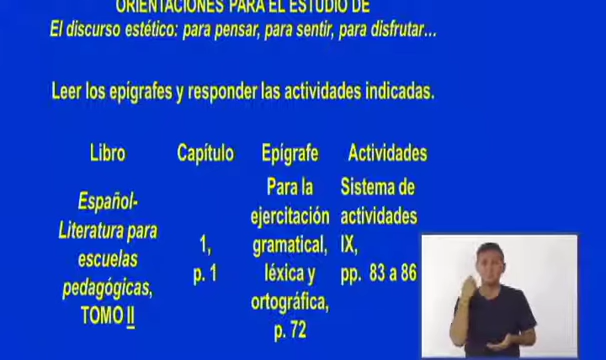 ORIENTACIONES PARA EL ESTUDIO DE
El discurso estético: para pensar, para sentir, para disfrutar...
Leer los epígrafes y responder las actividades indicadas.
Libro Capítulo Epígrafe Actividades
Español-
Literatura para
escuelas
pedagógicas,
TOMO II
1,
p. 1
Para la
ejercitación
gramatical,
léxica y
ortográfica,
p. 72
Sistema de
actividades
IX,
pp. 83 a 86